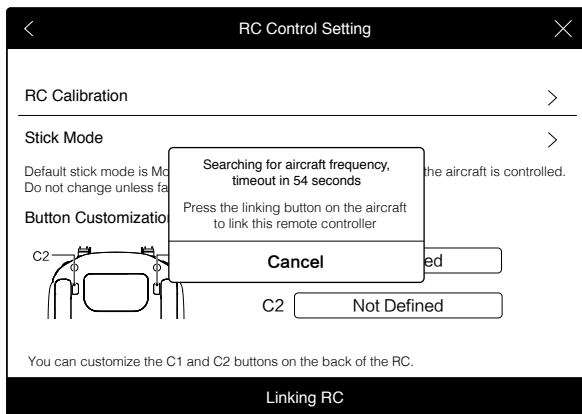 RC Control Setting
RC Calibration
Stick Mode
Default stick mode is Mo
the aircraft is controlled.
Do not change unless fa
Searching for aircraft frequency,
timeout in 54 seconds
Press the linking button on the aircraft
to link this remote controller
Cancel
Button Customization
C2
ed
C2 Not Defined
You can customize the C1 and C2 buttons on the back of the RC.
Linking RC